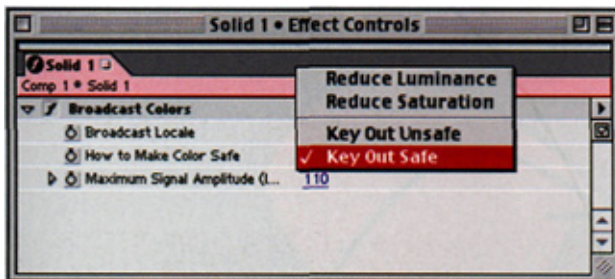 Solid 1 • Effect Controls
Solid 1
Comp 1 • Solid 1
Broadcast Colors
Broadcast Locale
How to Make Color Safe
Maximum Signal Amplitude (I...
110
Reduce Luminance
Reduce Saturation
Key Out Unsafe
✓ Key Out Safe